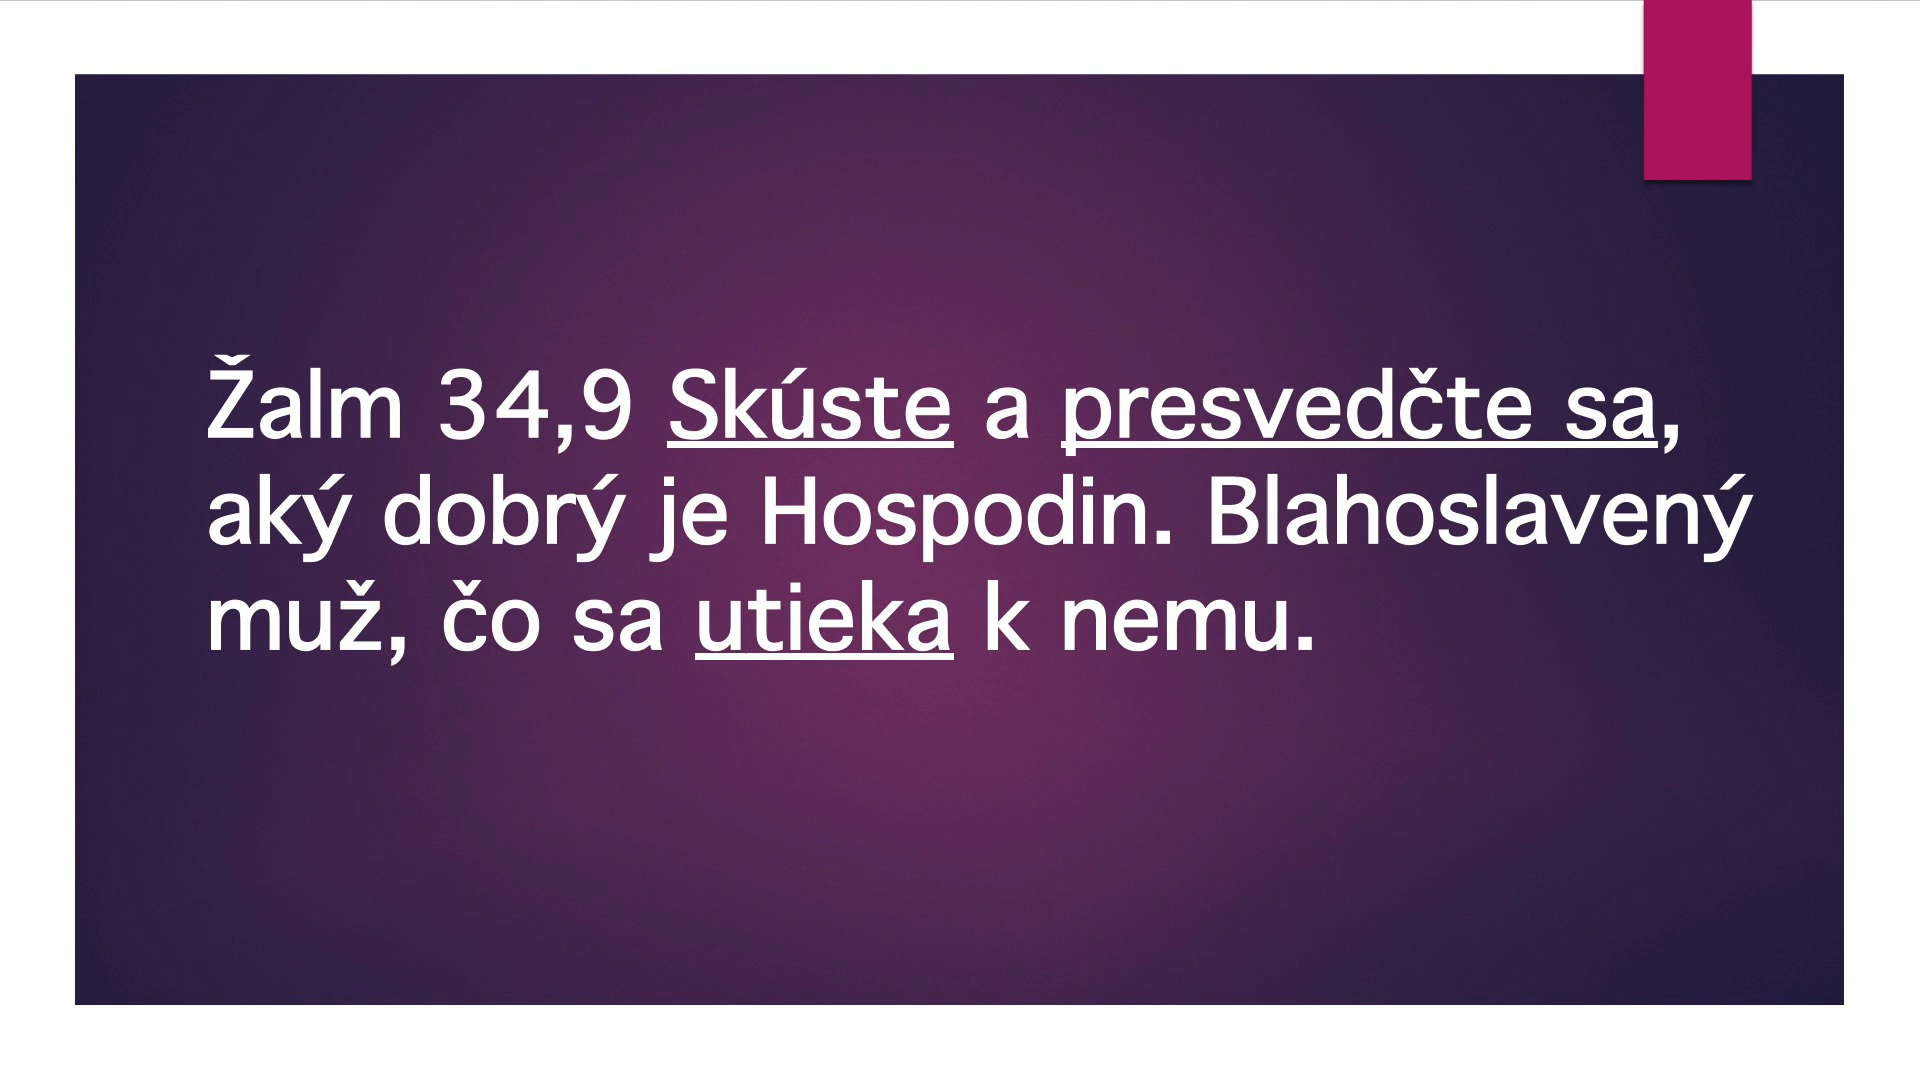 Žalm 34,9 Skúste a presvedčte sa,
aký dobrý je Hospodin. Blahoslavený
muž, čo sa utieka k nemu.